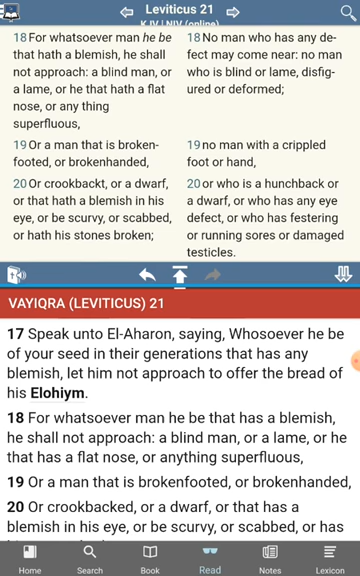 Leviticus 21
KJV | NIV (online)
18 For whatsoever man he be
that hath a blemish, he shall
not approach: a blind man, or
a lame, or he that hath a flat
nose, or any thing
superfluous,
18 No man who has any de-
fect may come near: no man
who is blind or lame, disfig-
ured or deformed;
19 Or a man that is broken-
footed, or brokenhanded,
19 no man with a crippled
foot or hand,
20 Or crookbackt, or a dwarf,
or that hath a blemish in his
eye, or be scurvy, or scabbed,
or hath his stones broken;
20 or who is a hunchback or
a dwarf, or who has any eye
defect, or who has festering
or running sores or damaged
testicles.
VAYIQRA (LEVITICUS) 21
17 Speak unto El-Aharon, saying, Whosoever he be
of your seed in their generations that has any
blemish, let him not approach to offer the bread of
his Elohiym.
18 For whatsoever man he be that has a blemish,
he shall not approach: a blind man, or a lame, or he
that has a flat nose, or anything superfluous,
19 Or a man that is brokenfooted, or brokenhanded,
20 Or crookbacked, or a dwarf, or that has a
blemish in his eye, or be scurvy, or scabbed, or has
Home Search Book Read Notes Lexicon